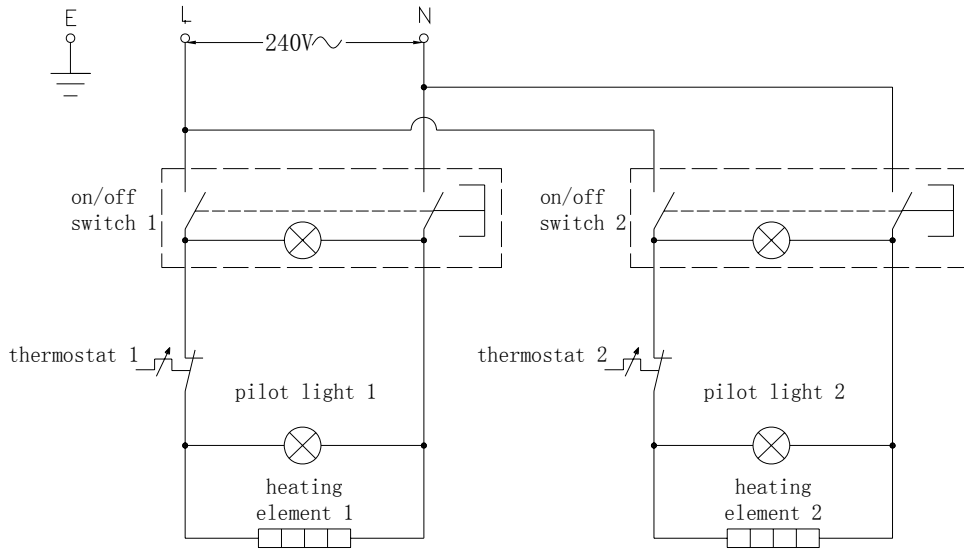 E
L
N
240V
on/off
switch 1
on/off
switch 2
thermostat 1
thermostat 2
pilot light 1
pilot light 2
heating
element 1
heating
element 2